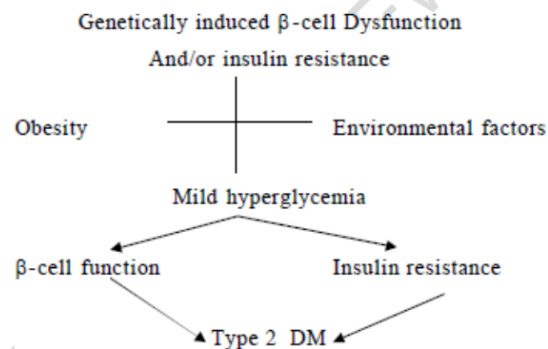 Genetically induced β-cell Dysfunction
And/or insulin resistance
Obesity
Environmental factors
Mild hyperglycemia
β-cell function
Insulin resistance
Type 2 DM